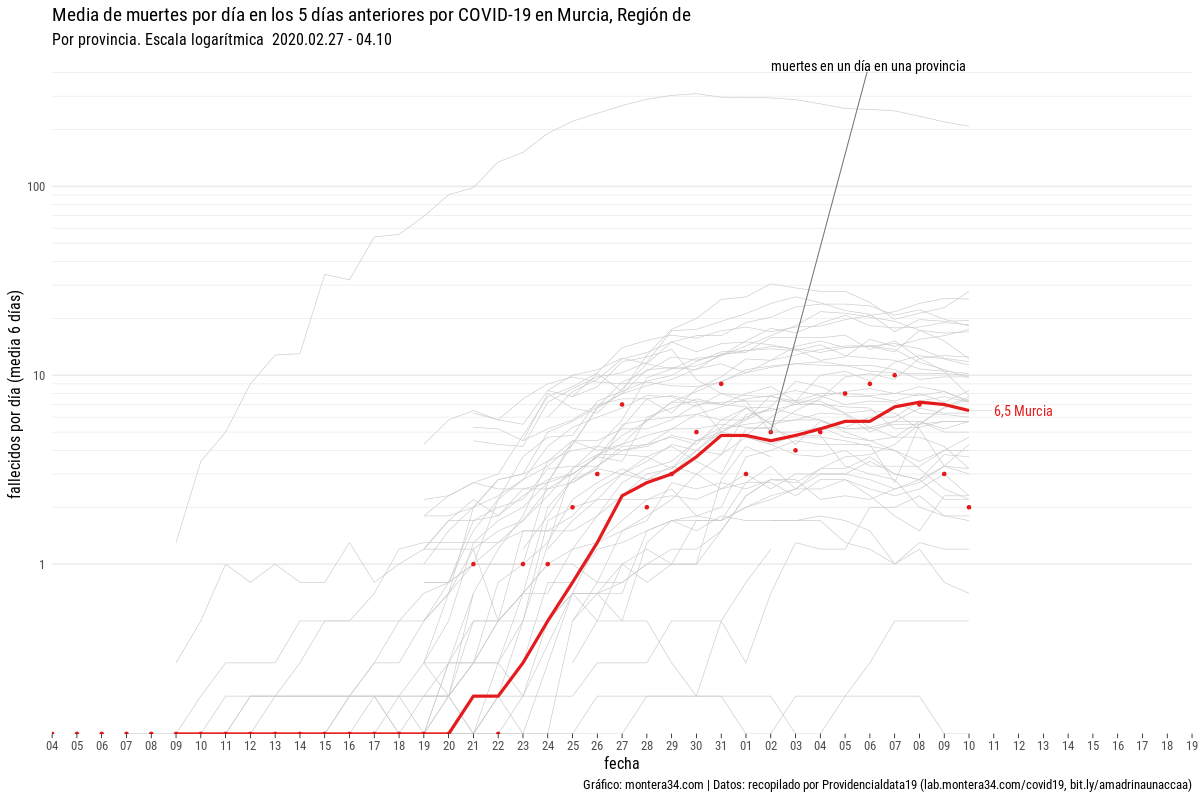 Media de muertes por día en los 5 días anteriores por COVID-19 en Murcia, Región de
Por provincia. Escala logarítmica  2020.02.27 - 04.10
muertes en un día en una provincia
fallecidos por día (media 6 días)
100
10
1
6,5 Murcia
04 05 06 07 08 09 10 11 12 13 14 15 16 17 18 19 20 21 22 23 24 25 26 27 28 29 30 31 01 02 03 04 05 06 07 08 09 10 11 12 13 14 15 16 17 18 19
fecha
Gráfico: montera34.com | Datos: recopilado por Providencialdata19 (lab.montera34.com/covid19, bit.ly/amadrinaunaccaa)